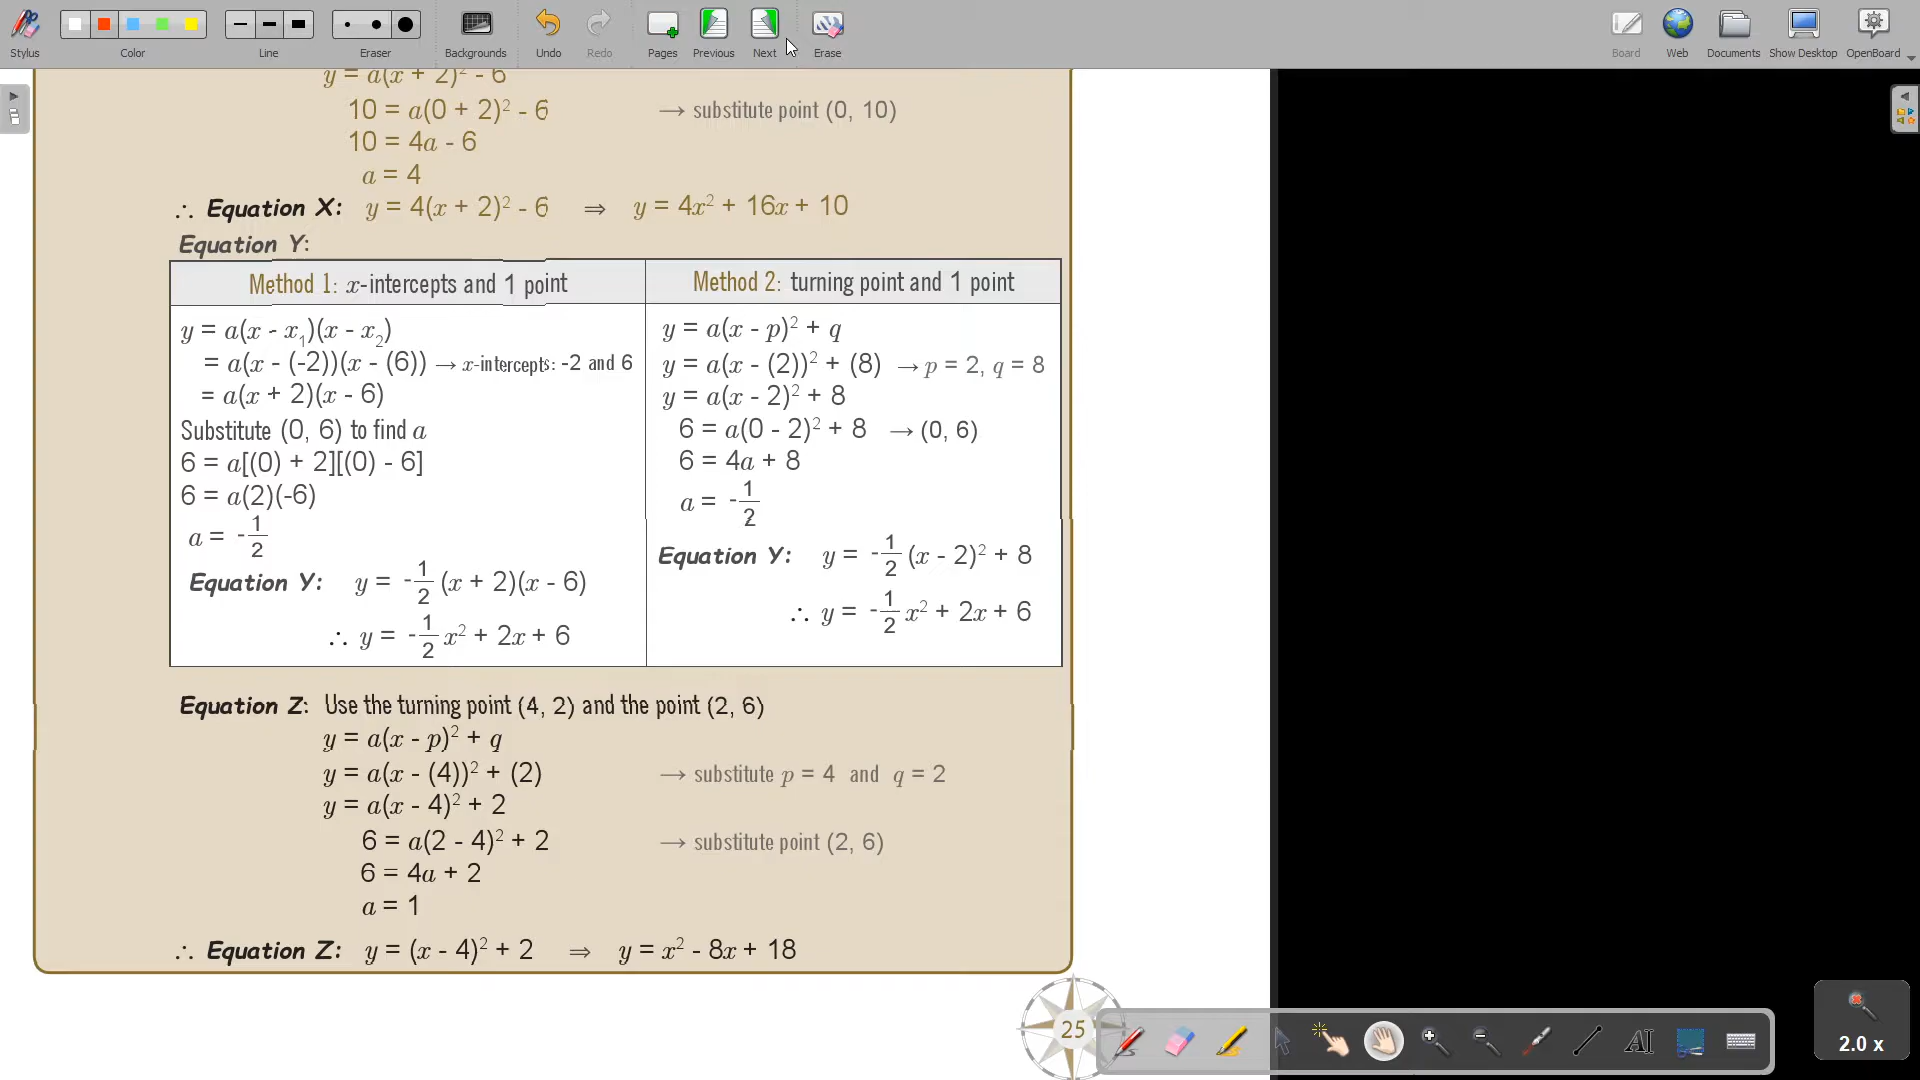 Stylus
Color
Line
Eraser
Backgrounds
Undo
Redo
Pages
Previous
Next
Erase
Board
Web
Documents
Show Desktop
OpenBoard
y = a(x + 2)² - 6
10 = a(0 + 2)² - 6 → substitute point (0, 10)
10 = 4a - 6
a = 4
∴ Equation X: y = 4(x + 2)² - 6 ⇒ y = 4x² + 16x + 10
Equation Y:
Method 1: x-intercepts and 1 point
y = a(x - x₁)(x - x₂)
= a(x - (-2))(x - (6)) → x-intercepts: -2 and 6
= a(x + 2)(x - 6)
Substitute (0, 6) to find a
6 = a[(0) + 2][(0) - 6]
6 = a(2)(-6)
a = -1/2
Equation Y: y = -1/2 (x + 2)(x - 6)
∴ y = -1/2 x² + 2x + 6
Method 2: turning point and 1 point
y = a(x - p)² + q
y = a(x - (2))² + (8) → p = 2, q = 8
y = a(x - 2)² + 8
6 = a(0 - 2)² + 8 → (0, 6)
6 = 4a + 8
a = -1/2
Equation Y: y = -1/2 (x - 2)² + 8
∴ y = -1/2 x² + 2x + 6
Equation Z: Use the turning point (4, 2) and the point (2, 6)
y = a(x - p)² + q
y = a(x - (4))² + (2) → substitute p = 4 and q = 2
y = a(x - 4)² + 2
6 = a(2 - 4)² + 2 → substitute point (2, 6)
6 = 4a + 2
a = 1
∴ Equation Z: y = (x - 4)² + 2 ⇒ y = x² - 8x + 18
25
AI
2.0 x